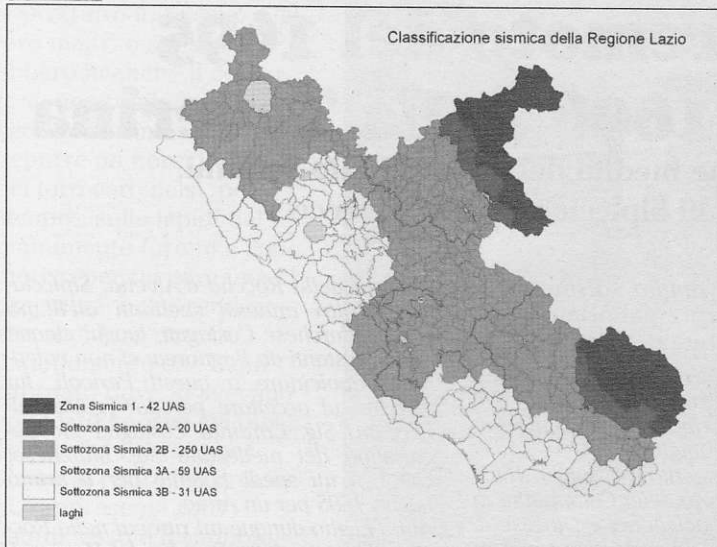 Classificazione sismica della Regione Lazio
Zona Sismica 1 - 42 UAS
Sottozona Sismica 2A - 20 UAS
Sottozona Sismica 2B - 250 UAS
Sottozona Sismica 3A - 59 UAS
Sottozona Sismica 3B - 31 UAS
laghi